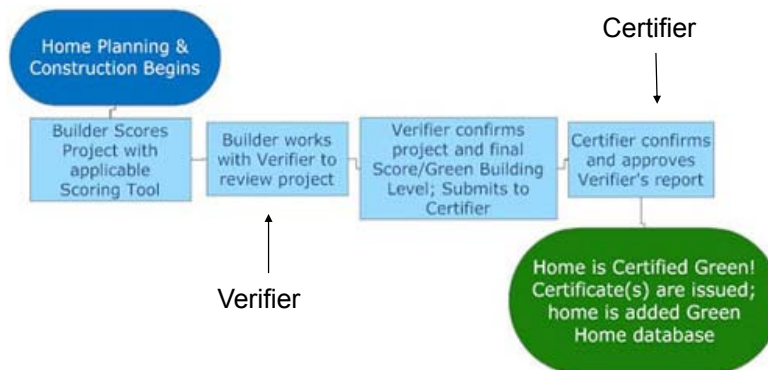 Home Planning &
Construction Begins
Certifier
Builder Scores
Project with
applicable
Scoring Tool
Builder works
with Verifier to
review project
Verifier confirms
project and final
Score/Green Building
Level; Submits to
Certifier
Certifier confirms
and approves
Verifier's report
Verifier
Home is Certified Green!
Certificate(s) are issued;
home is added Green
Home database